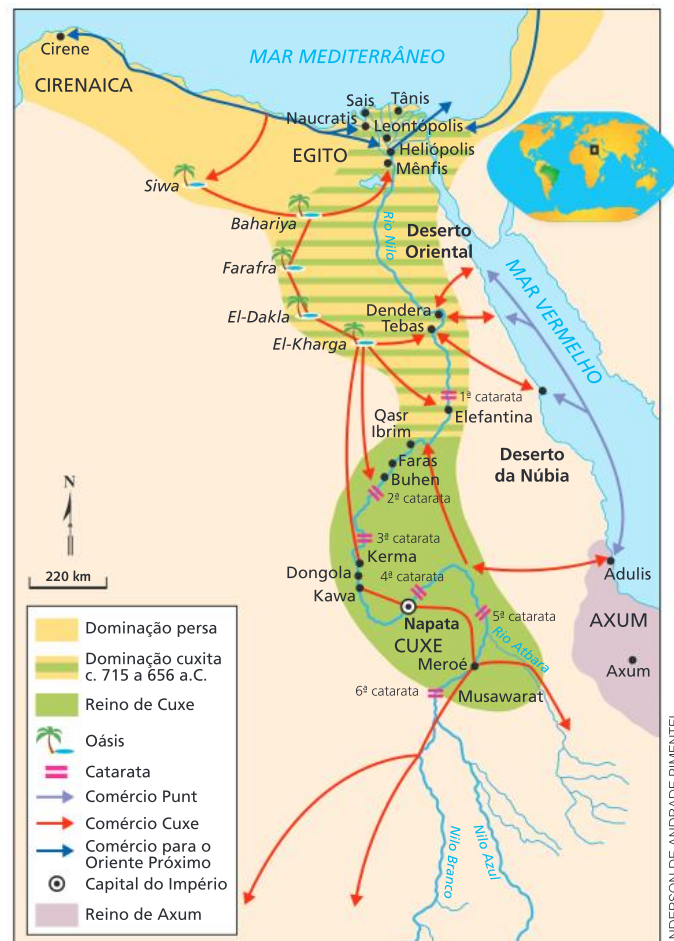 Cirene
MAR MEDITERRÂNEO
CIRENAICA
Sais
Tânis
Naucratis
Leontópolis
EGITO
Heliópolis
Mênfis
Siwa
Bahariya
Rio Nilo
Deserto
Oriental
Farafra
MAR VERMELHO
El-Dakla
Dendera
Tebas
El-Kharga
1ª catarata
Qasr
Ibrim
Elefantina
Faras
Buhen
Deserto
da Núbia
2ª catarata
N
3ª catarata
Kerma
Dongola
4ª catarata
Kawa
Adulis
220 km
Napata
5ª catarata
AXUM
CUXE
Rio Atbara
Meroé
Axum
6ª catarata
Musawarat
Nilo Branco
Nilo Azul
Dominação persa
Dominação cuxita
c. 715 a 656 a.C.
Reino de Cuxe
Oásis
Catarata
Comércio Punt
Comércio Cuxe
Comércio para o
Oriente Próximo
Capital do Império
Reino de Axum
ANDERSON DE ANDRADE PIMENTEL